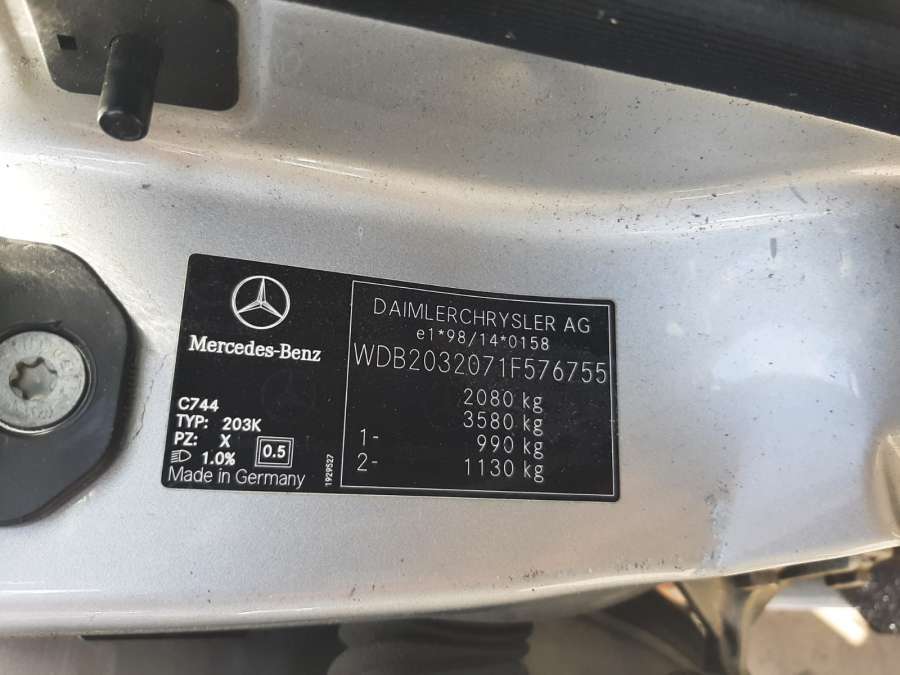 Mercedes-Benz
C744
TYP: 203K
PZ: X
1.0% 0.5
Made in Germany
1929527
DAIMLERCHRYSLER AG
e1*98/14*0158
WDB2032071F576755
2080 kg
3580 kg
1- 990 kg
2- 1130 kg